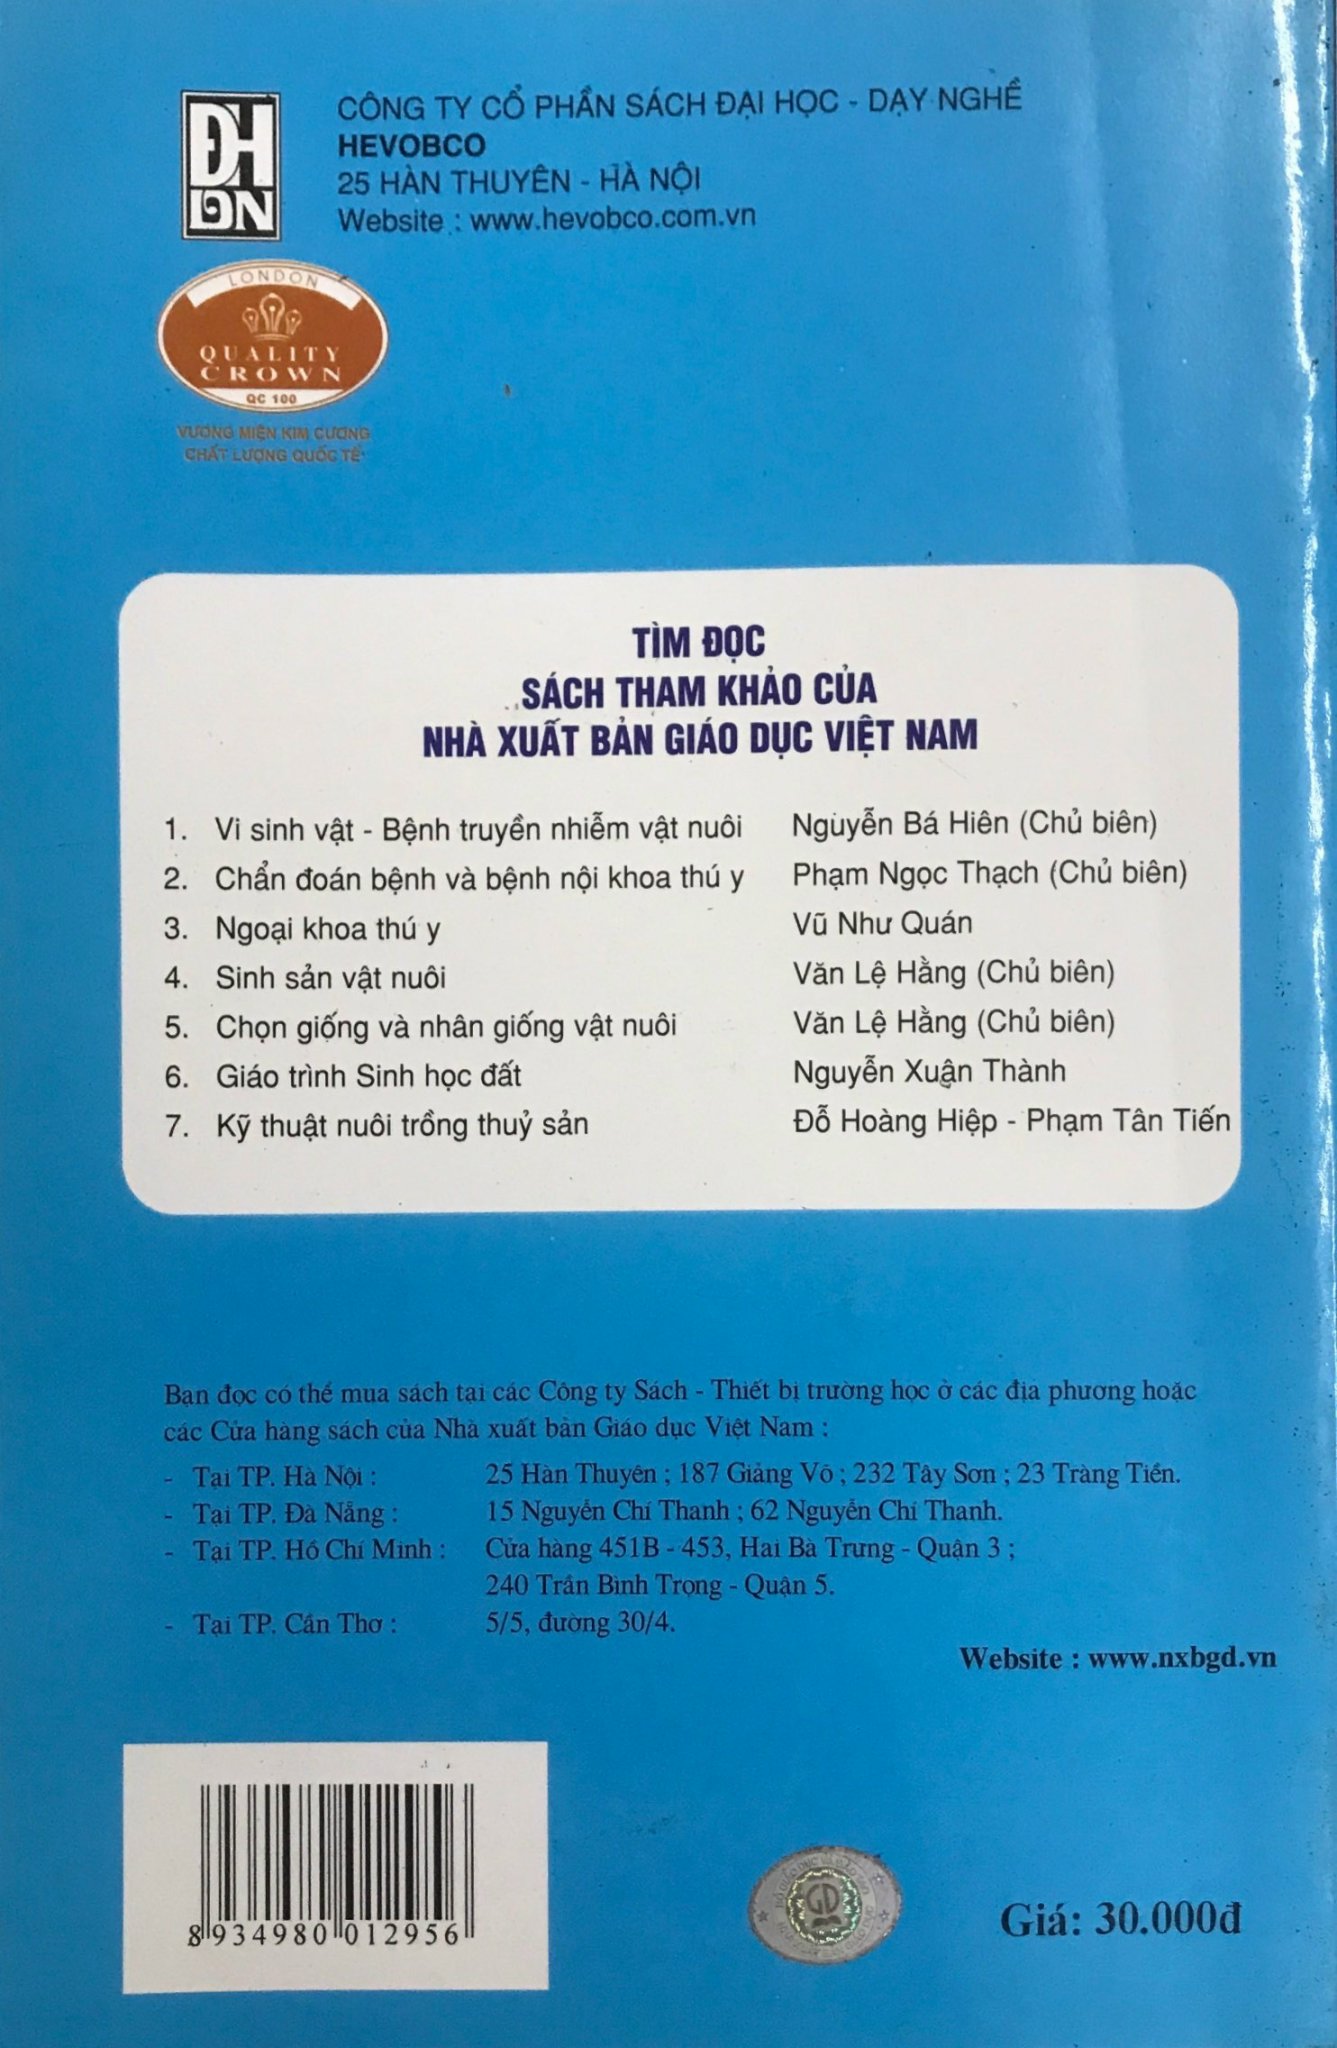 ĐH
DN
CÔNG TY CỔ PHẦN SÁCH ĐẠI HỌC - DẠY NGHỀ
HEVOBCO
25 HÀN THUYÊN - HÀ NỘI
Website : www.hevobco.com.vn
LONDON
QUALITY
CROWN
QC 100
VƯƠNG MIỆN KIM CƯƠNG
CHẤT LƯỢNG QUỐC TẾ
TÌM ĐỌC
SÁCH THAM KHẢO CỦA
NHÀ XUẤT BẢN GIÁO DỤC VIỆT NAM
1. Vi sinh vật - Bệnh truyền nhiễm vật nuôi Nguyễn Bá Hiên (Chủ biên)
2. Chẩn đoán bệnh và bệnh nội khoa thú y Phạm Ngọc Thạch (Chủ biên)
3. Ngoại khoa thú y Vũ Như Quán
4. Sinh sản vật nuôi Văn Lệ Hằng (Chủ biên)
5. Chọn giống và nhân giống vật nuôi Văn Lệ Hằng (Chủ biên)
6. Giáo trình Sinh học đất Nguyễn Xuân Thành
7. Kỹ thuật nuôi trồng thuỷ sản Đỗ Hoàng Hiệp - Phạm Tân Tiến
Bạn đọc có thể mua sách tại các Công ty Sách - Thiết bị trường học ở các địa phương hoặc
các Cửa hàng sách của Nhà xuất bản Giáo dục Việt Nam :
- Tại TP. Hà Nội : 25 Hàn Thuyên ; 187 Giảng Võ ; 232 Tây Sơn ; 23 Tràng Tiền.
- Tại TP. Đà Nẵng : 15 Nguyễn Chí Thanh ; 62 Nguyễn Chí Thanh.
- Tại TP. Hồ Chí Minh : Cửa hàng 451B - 453, Hai Bà Trưng - Quận 3 ;
240 Trần Bình Trọng - Quận 5.
- Tại TP. Cần Thơ : 5/5, đường 30/4.
Website : www.nxbgd.vn
8 934980 012956
GD
Giá: 30.000đ